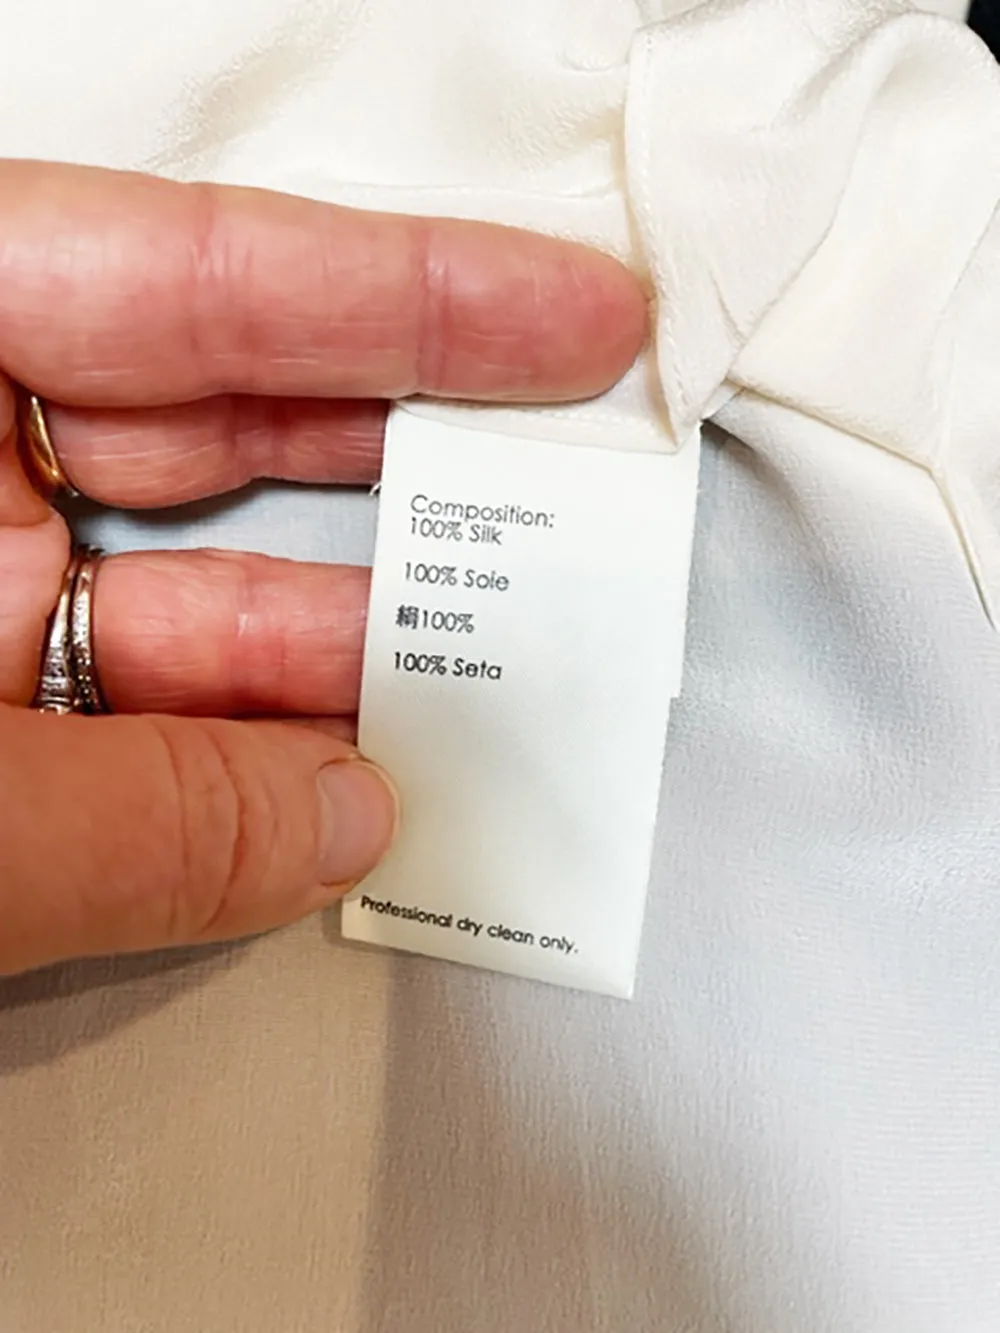 Composition:
100% Silk
100% Soie
絹100%
100% Seta
Professional dry clean only.